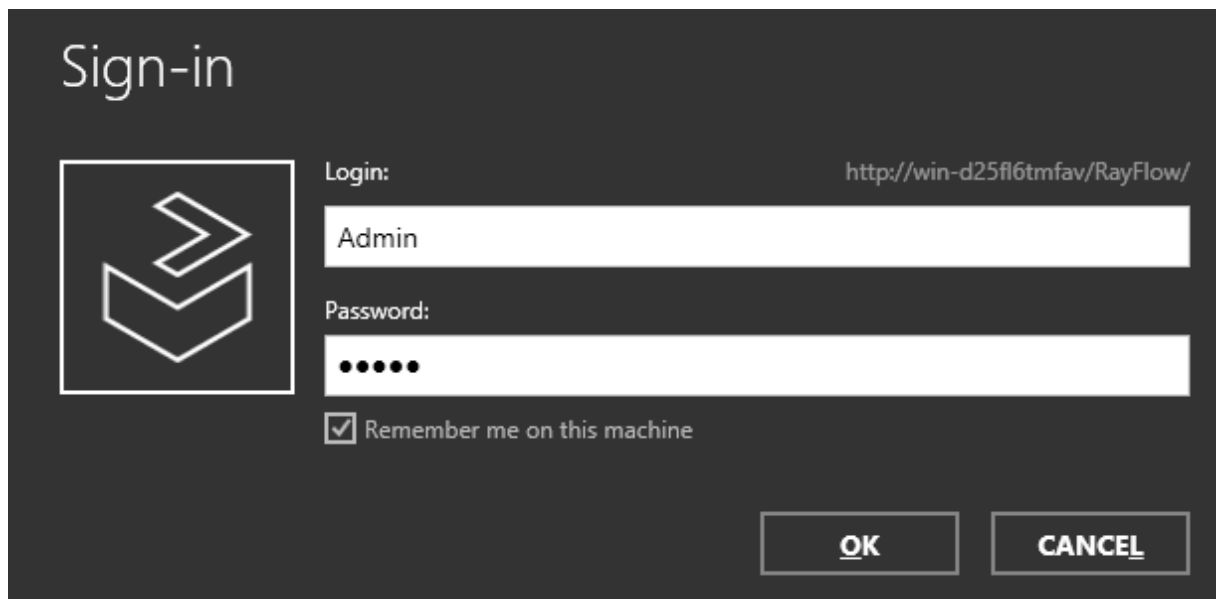 Sign-in
Login: http://win-d25fl6tmfav/RayFlow/
Admin
Password:
●●●●●
Remember me on this machine
OK CANCEL